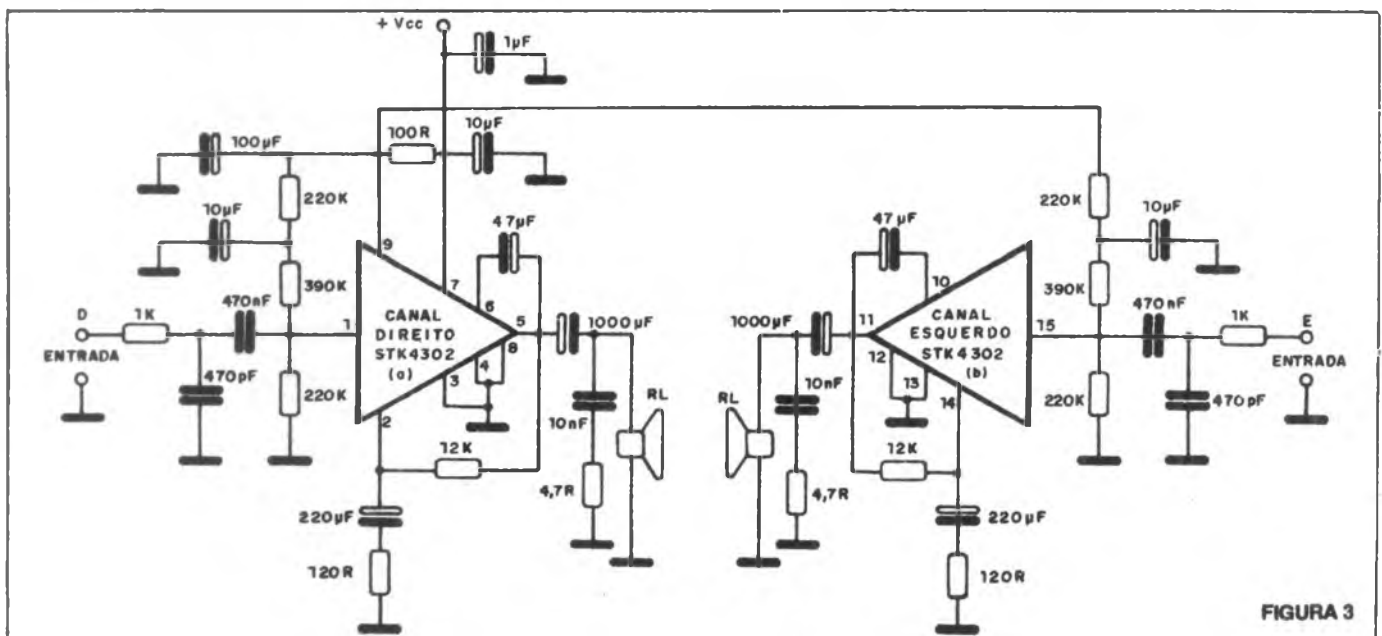 + Vcc
1µF
100µF
100R
10µF
220K
10µF
390K
470nF
1K
D
ENTRADA
470pF
220K
9
7
6
5
8
4
3
2
1
CANAL
DIREITO
STK4302
(a)
47µF
1000µF
10nF
4,7R
RL
12K
220µF
120R
47µF
1000µF
10nF
4,7R
RL
12K
220µF
120R
10
11
12
13
14
15
CANAL
ESQUERDO
STK4302
(b)
220K
10µF
390K
470nF
1K
E
ENTRADA
470pF
220K
FIGURA 3